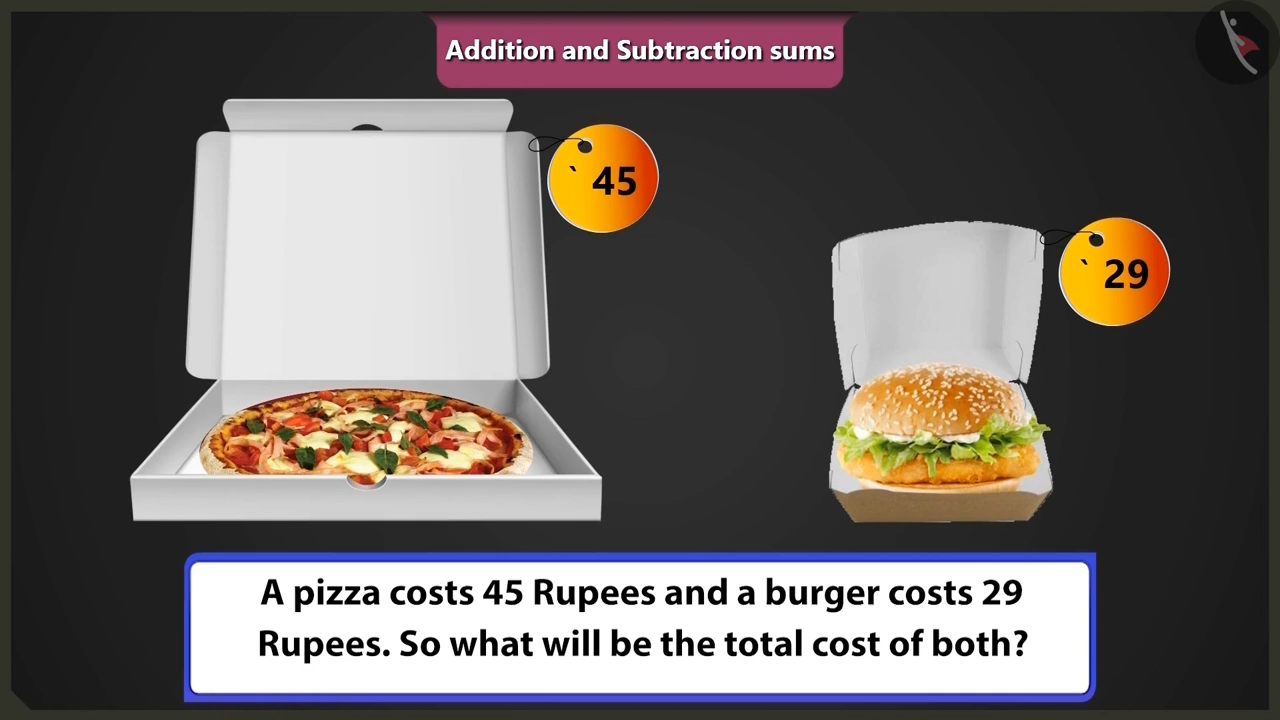 Addition and Subtraction sums
` 45
` 29
A pizza costs 45 Rupees and a burger costs 29
Rupees. So what will be the total cost of both?